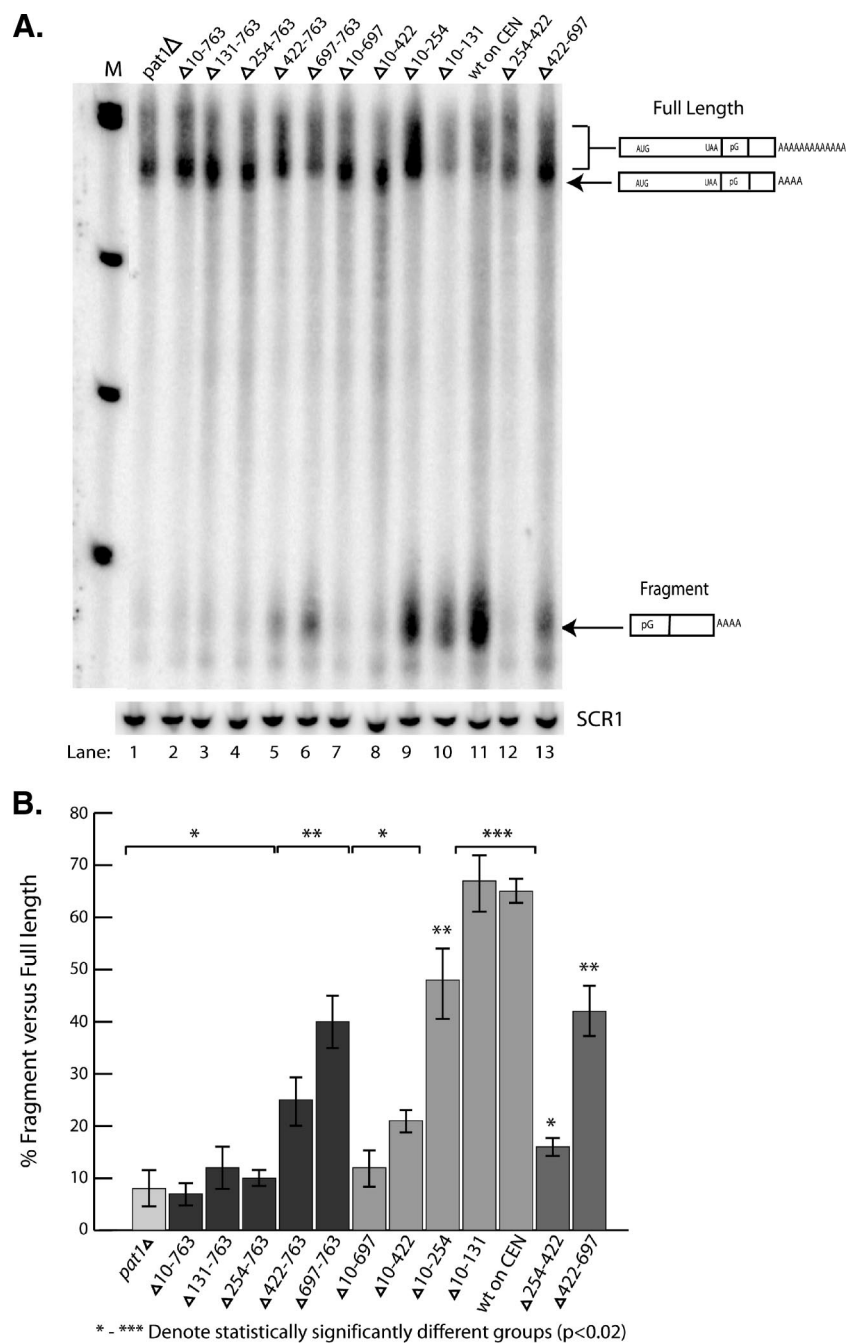 A.
M pat1Δ Δ10-763 Δ131-763 Δ254-763 Δ422-763 Δ697-763 Δ10-697 Δ10-422 Δ10-254 Δ10-131 wt on CEN Δ254-422 Δ422-697
Full Length
AUG UAA pG AAAAAAAAAAAAA
AUG UAA pG AAAA
Fragment
pG AAAA
SCR1
Lane: 1 2 3 4 5 6 7 8 9 10 11 12 13
B.
% Fragment versus Full length
80
70
60
50
40
30
20
10
0
* ** * ***
**
**
*
pat1Δ Δ10-763 Δ131-763 Δ254-763 Δ422-763 Δ697-763 Δ10-697 Δ10-422 Δ10-254 Δ10-131 wt on CEN Δ254-422 Δ422-697
* - *** Denote statistically significantly different groups (p<0.02)